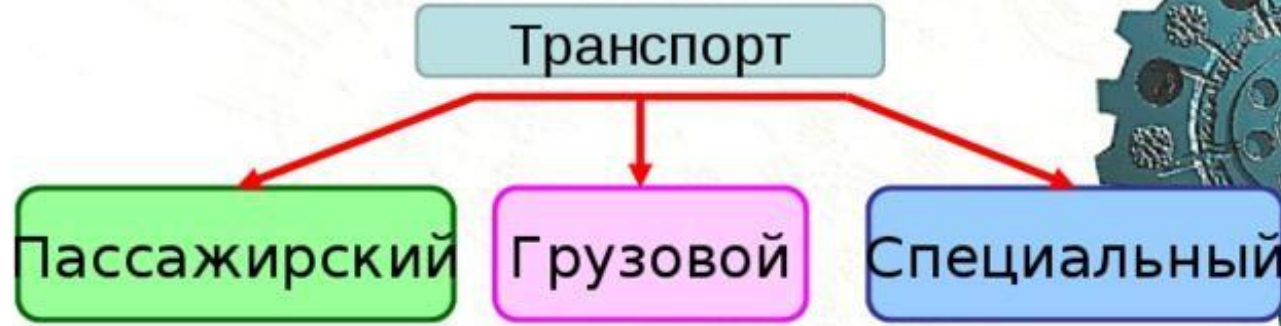 Транспорт
Пассажирский Грузовой Специальный